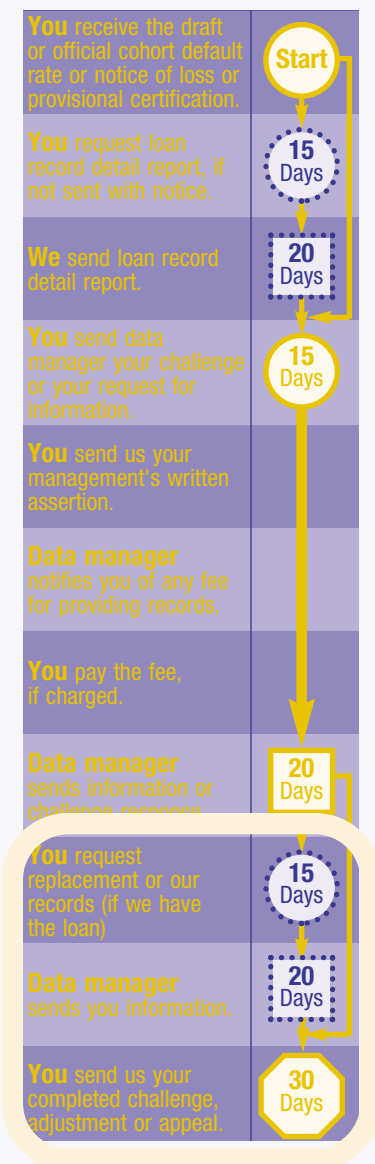 You receive the draft
or official cohort default
rate or notice of loss or
provisional certification.
Start
You request loan
record detail report, if
not sent with notice.
15
Days
We send loan record
detail report.
20
Days
You send data
manager your challenge
or your request for
information.
15
Days
You send us your
management's written
assertion.
Data manager
notifies you of any fee
for providing records.
You pay the fee,
if charged.
Data manager
sends information or
challenge response
20
Days
You request
replacement or our
records (if we have
the loan)
15
Days
Data manager
sends you information.
20
Days
You send us your
completed challenge,
adjustment or appeal.
30
Days